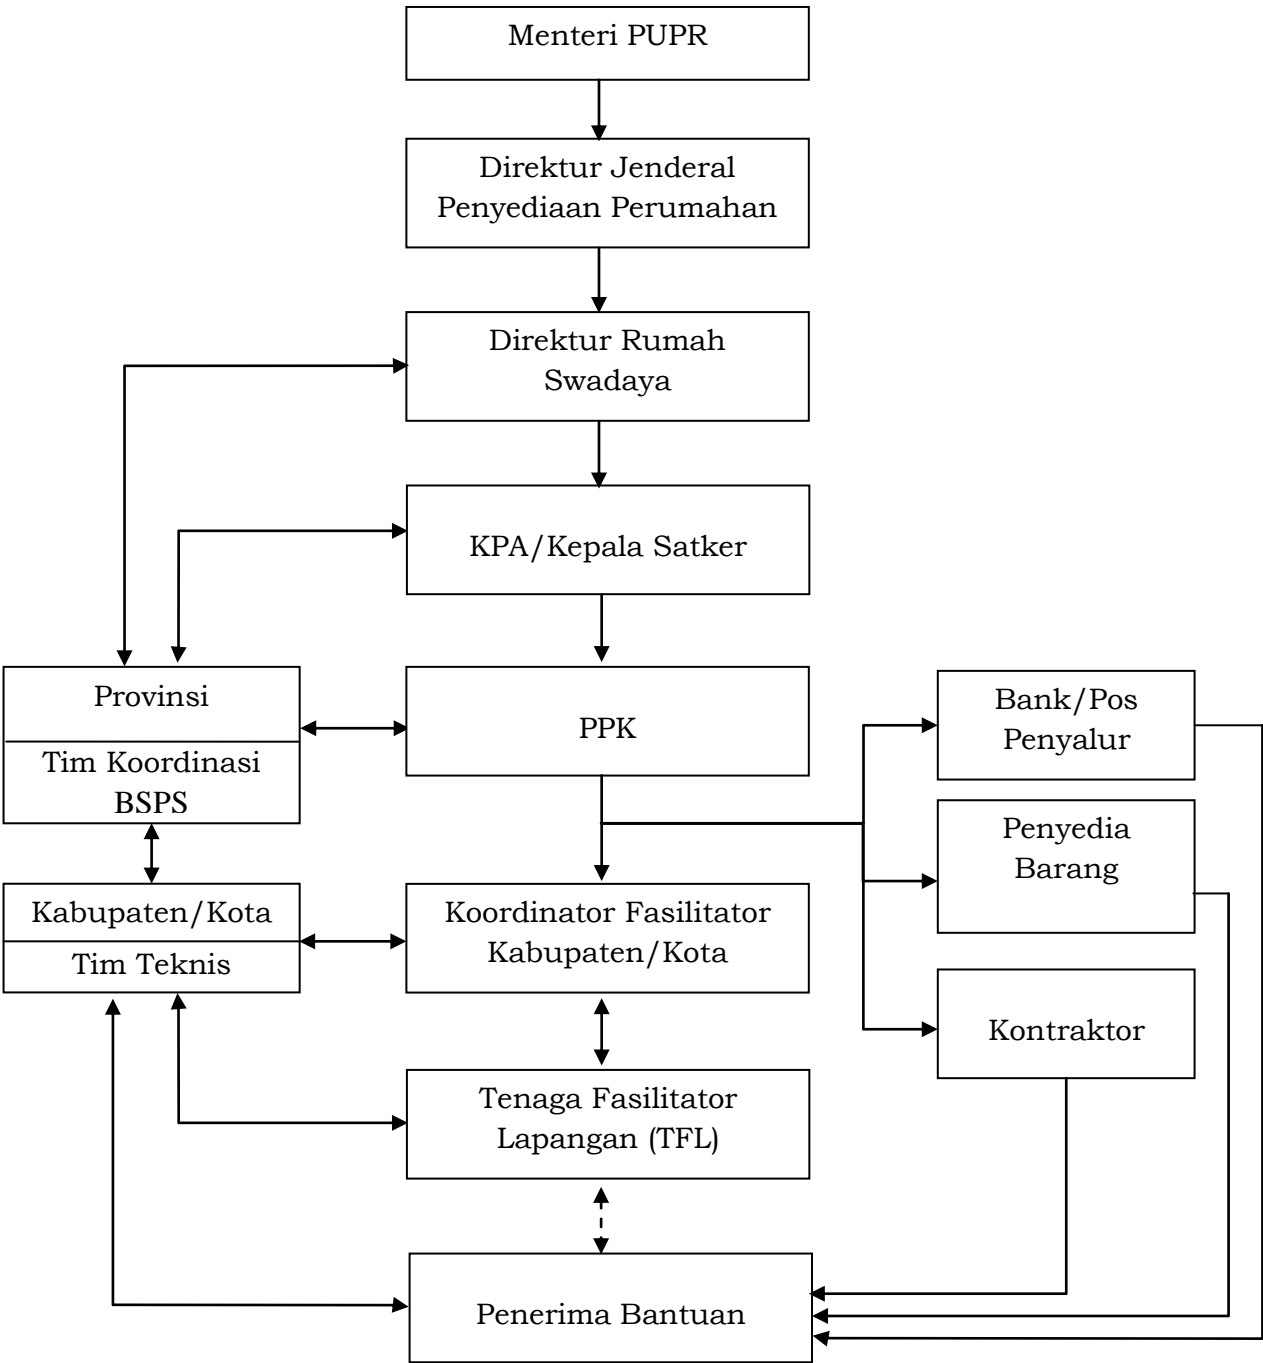 Menteri PUPR
Direktur Jenderal
Penyediaan Perumahan
Direktur Rumah
Swadaya
KPA/Kepala Satker
Provinsi
Tim Koordinasi
BSPS
PPK
Bank/Pos
Penyalur
Penyedia
Barang
Kabupaten/Kota
Tim Teknis
Koordinator Fasilitator
Kabupaten/Kota
Kontraktor
Tenaga Fasilitator
Lapangan (TFL)
Penerima Bantuan